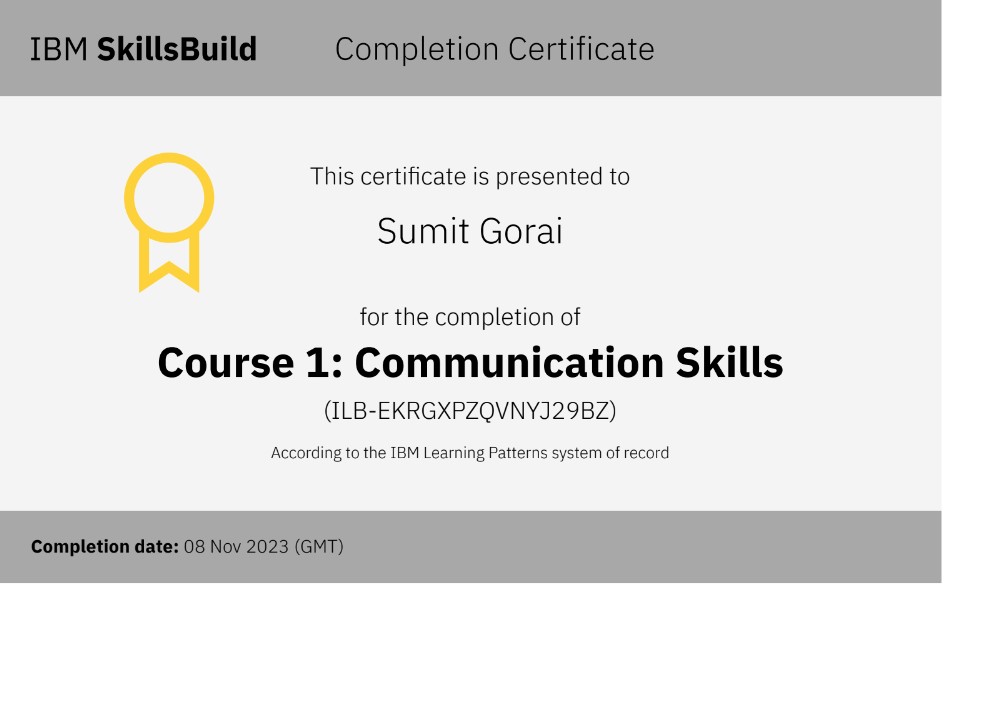 IBM SkillsBuild Completion Certificate
This certificate is presented to
Sumit Gorai
for the completion of
Course 1: Communication Skills
(ILB-EKRGXPZQVNYJ29BZ)
According to the IBM Learning Patterns system of record
Completion date: 08 Nov 2023 (GMT)